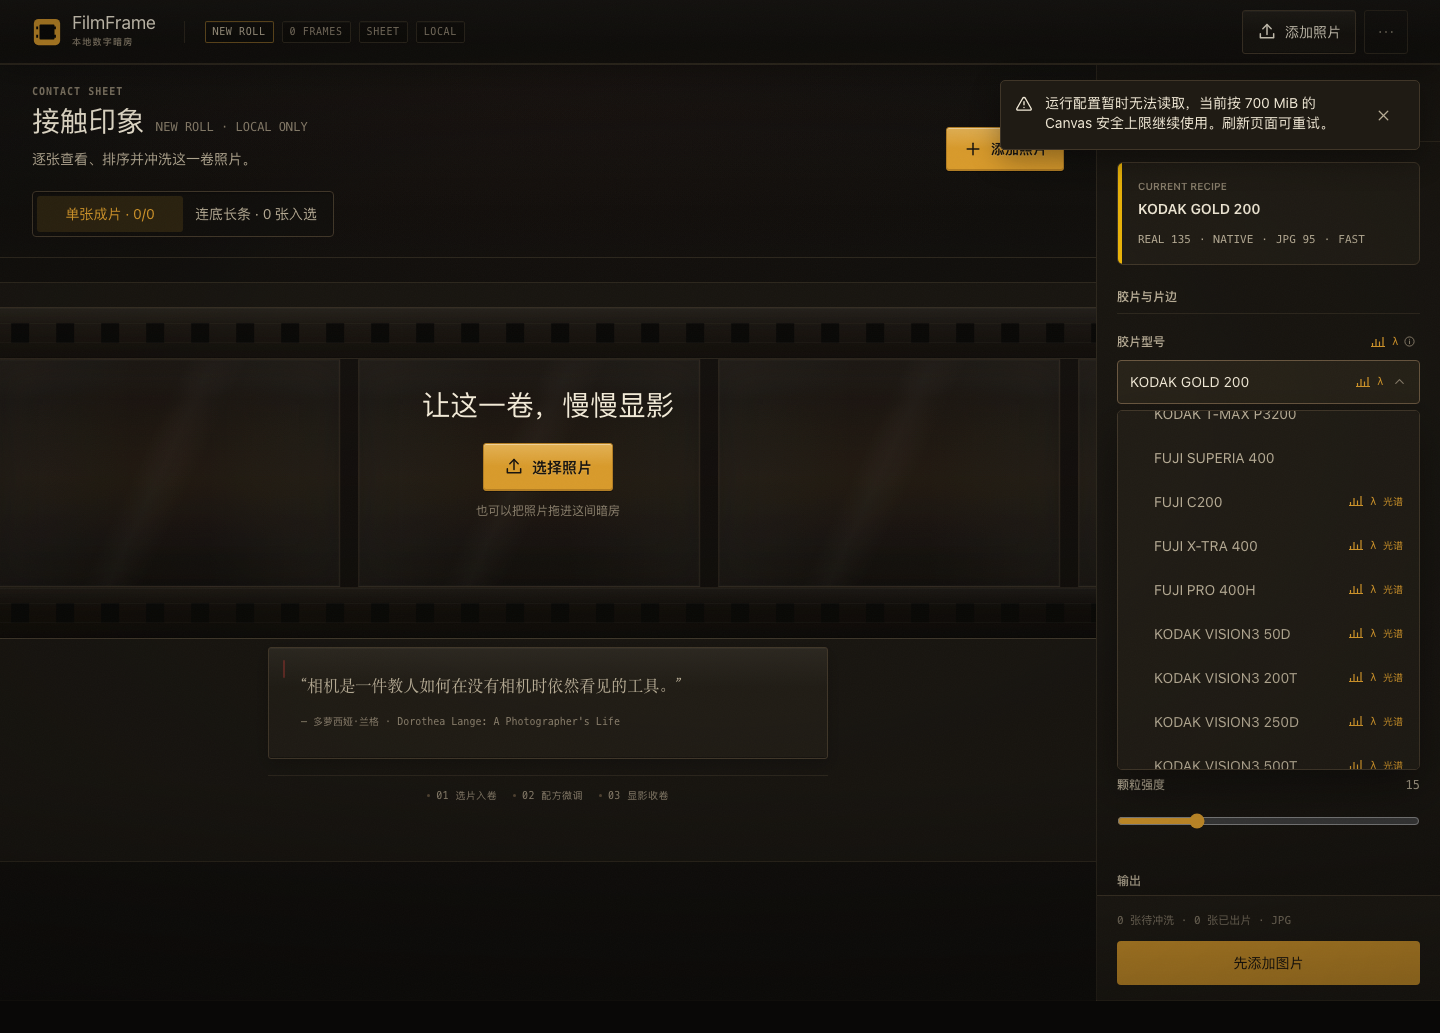 FilmFrame
本地数字暗房
NEW ROLL
0 FRAMES
SHEET
LOCAL
添加照片
···
CONTACT SHEET
接触印象 NEW ROLL · LOCAL ONLY
逐张查看、排序并冲洗这一卷照片。
单张成片 · 0/0
连底长条 · 0 张入选
运行配置暂时无法读取，当前按 700 MiB 的
Canvas 安全上限继续使用。刷新页面可重试。
让这一卷，慢慢显影
选择照片
也可以把照片拖进这间暗房
“相机是一件教人如何在没有相机时依然看见的工具。”
— 多萝西娅·兰格 · Dorothea Lange: A Photographer's Life
01 选片入卷
02 配方微调
03 显影收卷
CURRENT RECIPE
KODAK GOLD 200
REAL 135 · NATIVE · JPG 95 · FAST
胶片与片边
胶片型号 λ
KODAK GOLD 200 λ
KODAK T-MAX P3200
FUJI SUPERIA 400
FUJI C200 λ 光谱
FUJI X-TRA 400 λ 光谱
FUJI PRO 400H λ 光谱
KODAK VISION3 50D λ 光谱
KODAK VISION3 200T λ 光谱
KODAK VISION3 250D λ 光谱
KODAK VISION3 500T λ 光谱
颗粒强度 15
输出
0 张待冲洗 · 0 张已出片 · JPG
先添加图片